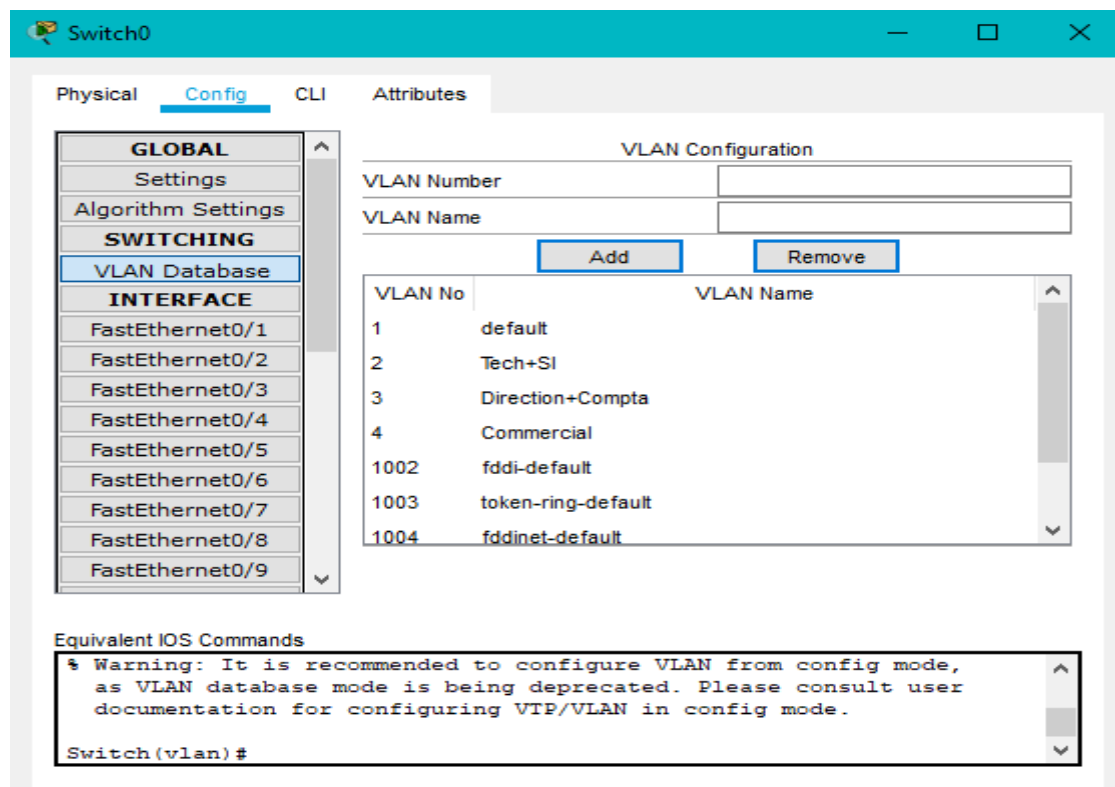 Switch0
Physical Config CLI Attributes
GLOBAL
Settings
Algorithm Settings
SWITCHING
VLAN Database
INTERFACE
FastEthernet0/1
FastEthernet0/2
FastEthernet0/3
FastEthernet0/4
FastEthernet0/5
FastEthernet0/6
FastEthernet0/7
FastEthernet0/8
FastEthernet0/9
VLAN Configuration
VLAN Number
VLAN Name
Add Remove
VLAN No VLAN Name
1 default
2 Tech+SI
3 Direction+Compta
4 Commercial
1002 fddi-default
1003 token-ring-default
1004 fddinet-default
Equivalent IOS Commands
% Warning: It is recommended to configure VLAN from config mode,
as VLAN database mode is being deprecated. Please consult user
documentation for configuring VTP/VLAN in config mode.
Switch(vlan)#